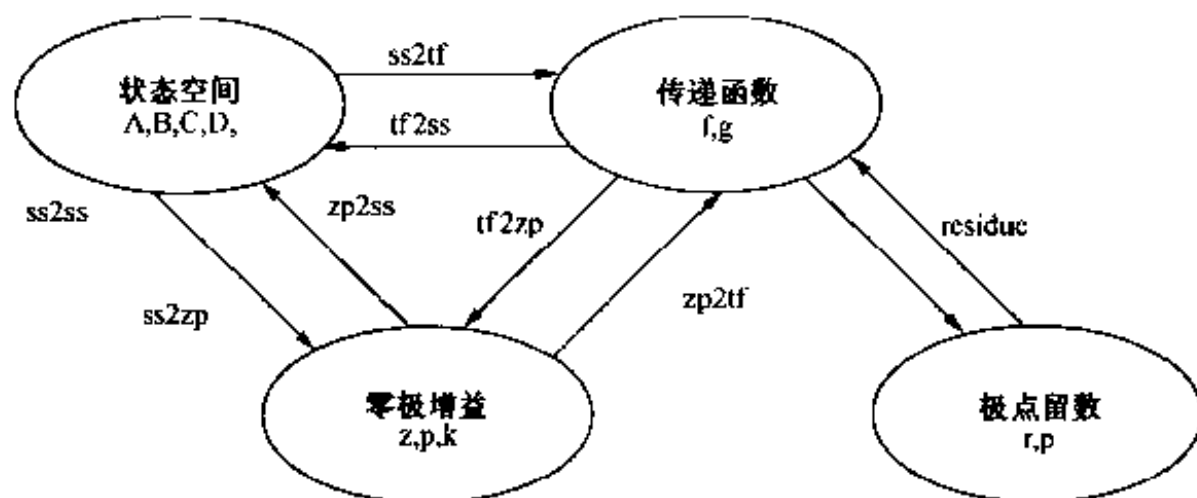 ss2tf
状态空间
A,B,C,D,
传递函数
f,g
tf2ss
ss2ss
zp2ss
tf2zp
residue
ss2zp
zp2tf
零极增益
z,p,k
极点留数
r,p